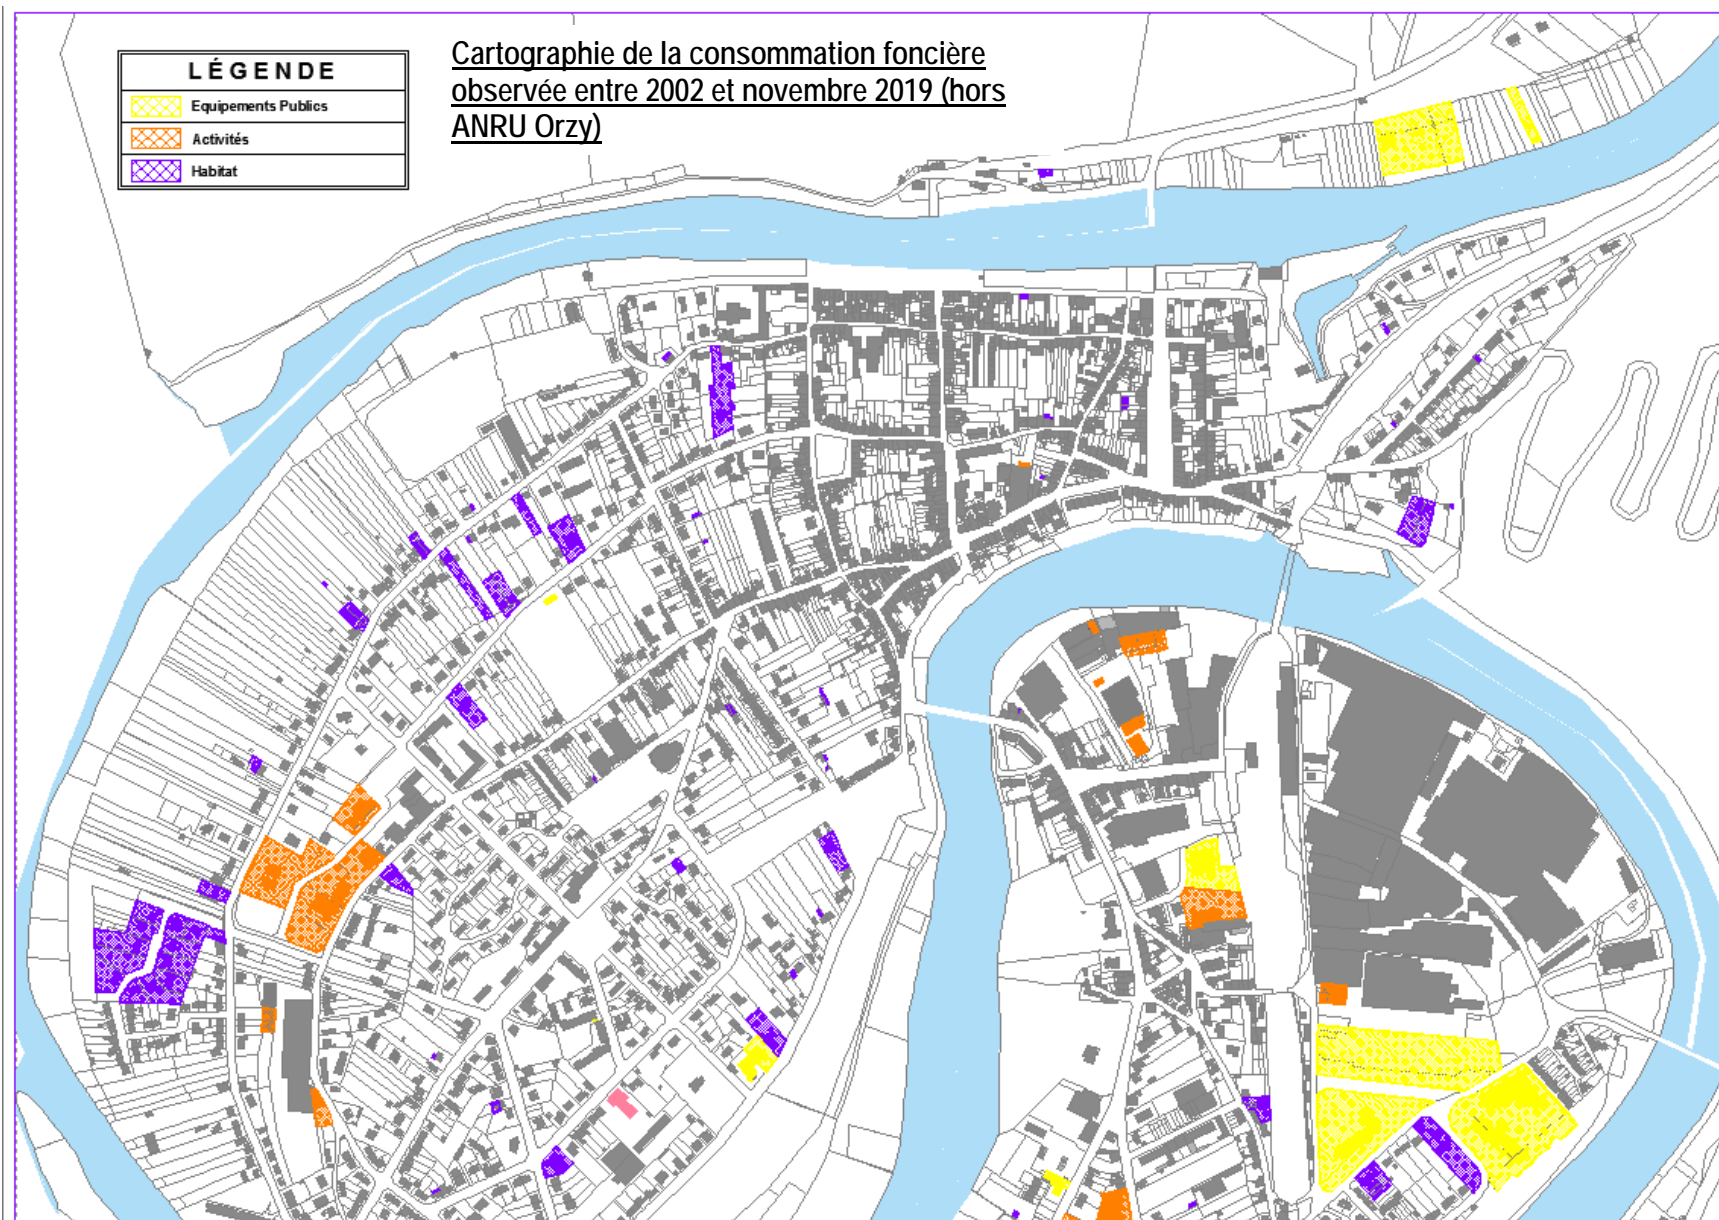 Cartographie de la consommation foncière
observée entre 2002 et novembre 2019 (hors
ANRU Orzy)
LÉGENDE
Equipements Publics
Activités
Habitat